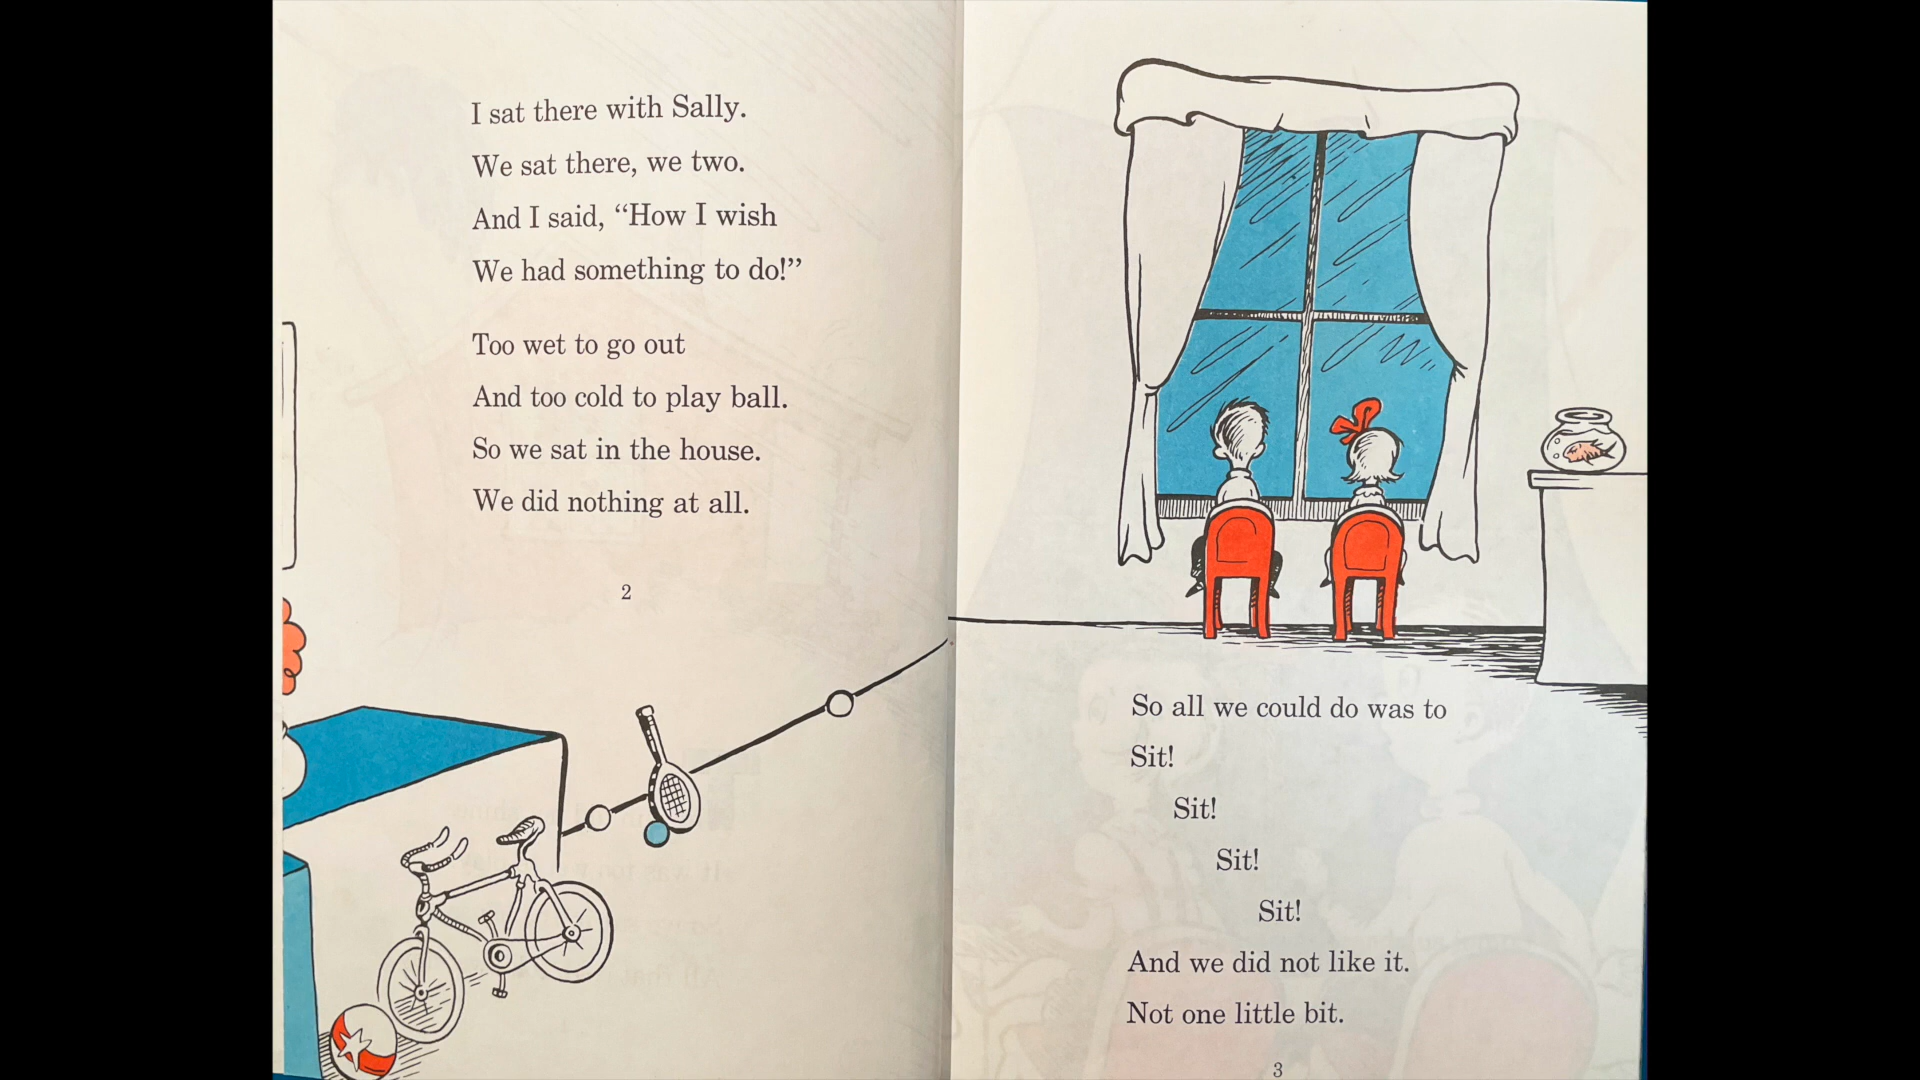 I sat there with Sally.
We sat there, we two.
And I said, “How I wish
We had something to do!”
Too wet to go out
And too cold to play ball.
So we sat in the house.
We did nothing at all.
2
So all we could do was to
Sit!
Sit!
Sit!
Sit!
And we did not like it.
Not one little bit.
3